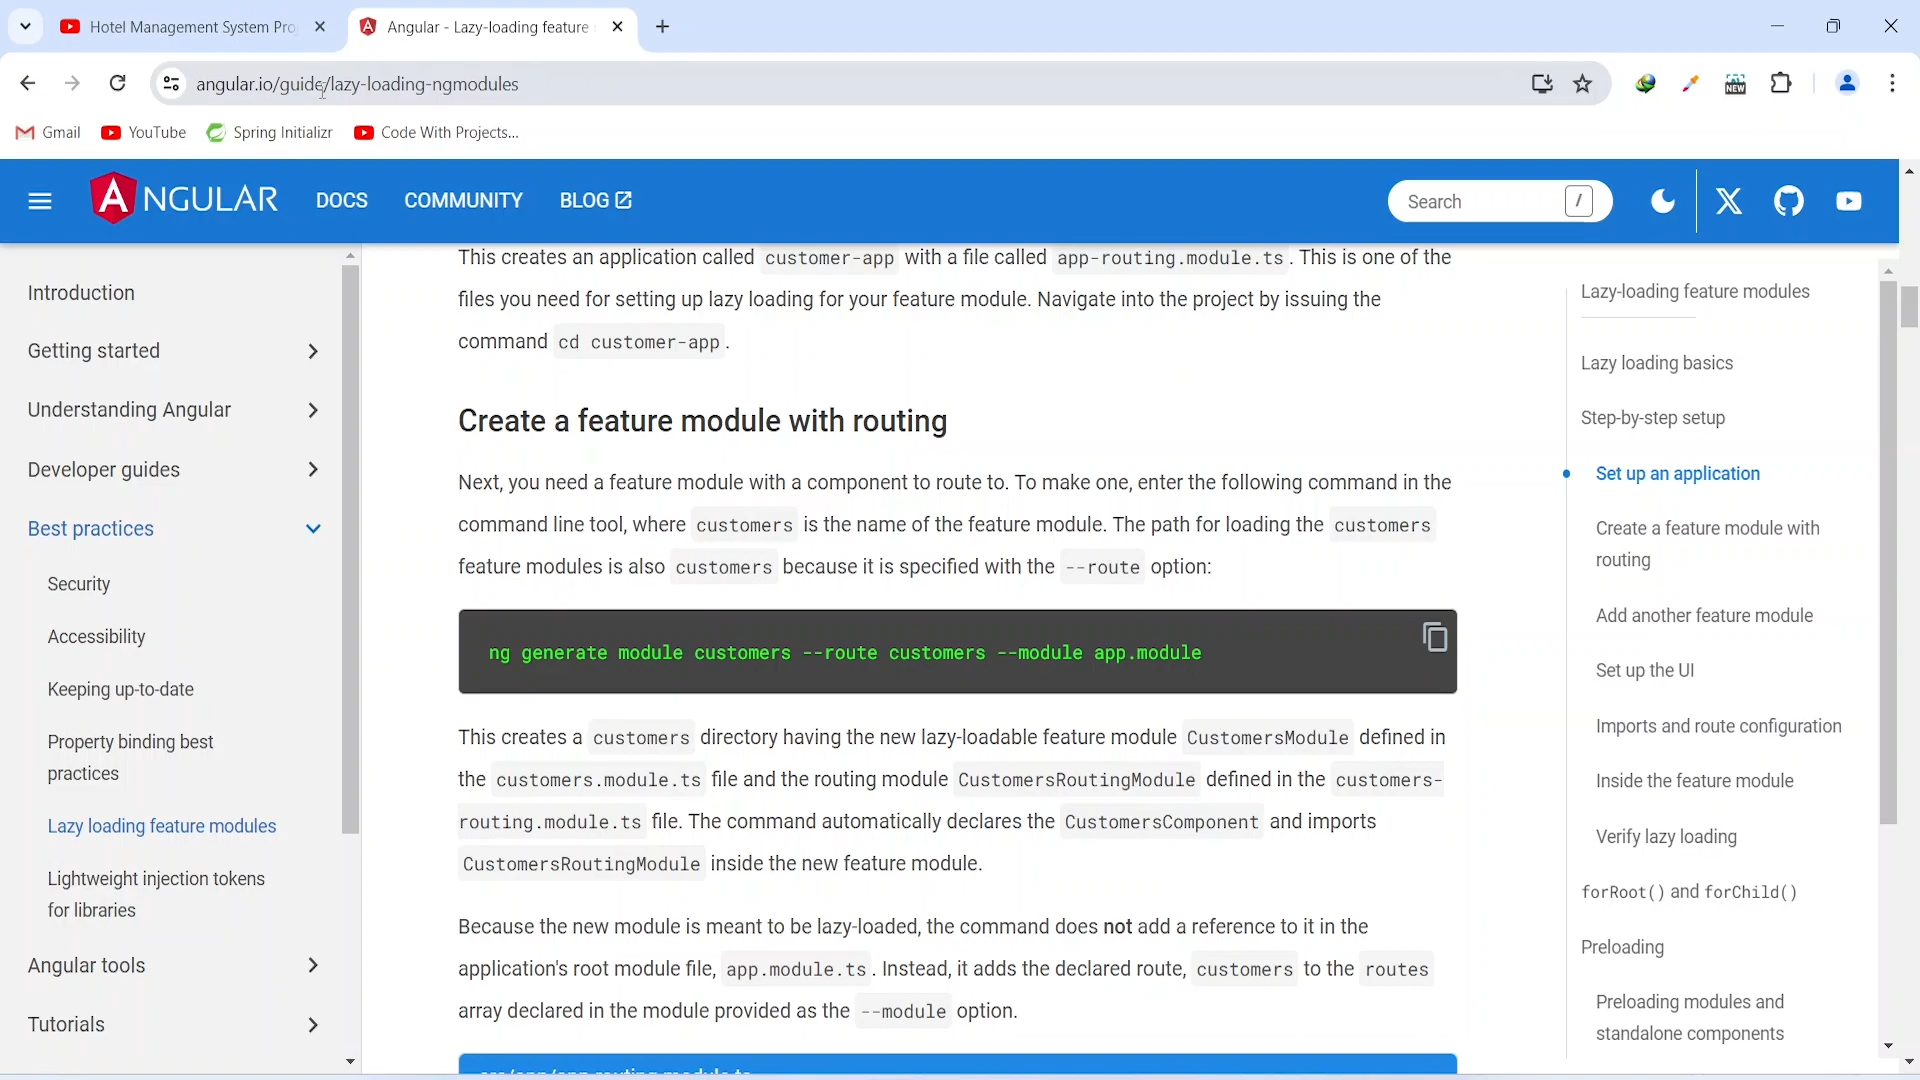 Hotel Management System Pro
Angular - Lazy-loading feature
angular.io/guide/lazy-loading-ngmodules
NEW
Gmail
YouTube
Spring Initializr
Code With Projects...
ANGULAR
DOCS
COMMUNITY
BLOG
Search
/
Introduction
Getting started
Understanding Angular
Developer guides
Best practices
Security
Accessibility
Keeping up-to-date
Property binding best
practices
Lazy loading feature modules
Lightweight injection tokens
for libraries
Angular tools
Tutorials
This creates an application called customer-app with a file called app-routing.module.ts. This is one of the
files you need for setting up lazy loading for your feature module. Navigate into the project by issuing the
command cd customer-app.
Create a feature module with routing
Next, you need a feature module with a component to route to. To make one, enter the following command in the
command line tool, where customers is the name of the feature module. The path for loading the customers
feature modules is also customers because it is specified with the --route option:
ng generate module customers --route customers --module app.module
This creates a customers directory having the new lazy-loadable feature module CustomersModule defined in
the customers.module.ts file and the routing module CustomersRoutingModule defined in the customers-
routing.module.ts file. The command automatically declares the CustomersComponent and imports
CustomersRoutingModule inside the new feature module.
Because the new module is meant to be lazy-loaded, the command does not add a reference to it in the
application's root module file, app.module.ts. Instead, it adds the declared route, customers to the routes
array declared in the module provided as the --module option.
src/app/app-routing.module.ts
Lazy-loading feature modules
Lazy loading basics
Step-by-step setup
Set up an application
Create a feature module with
routing
Add another feature module
Set up the UI
Imports and route configuration
Inside the feature module
Verify lazy loading
forRoot() and forChild()
Preloading
Preloading modules and
standalone components